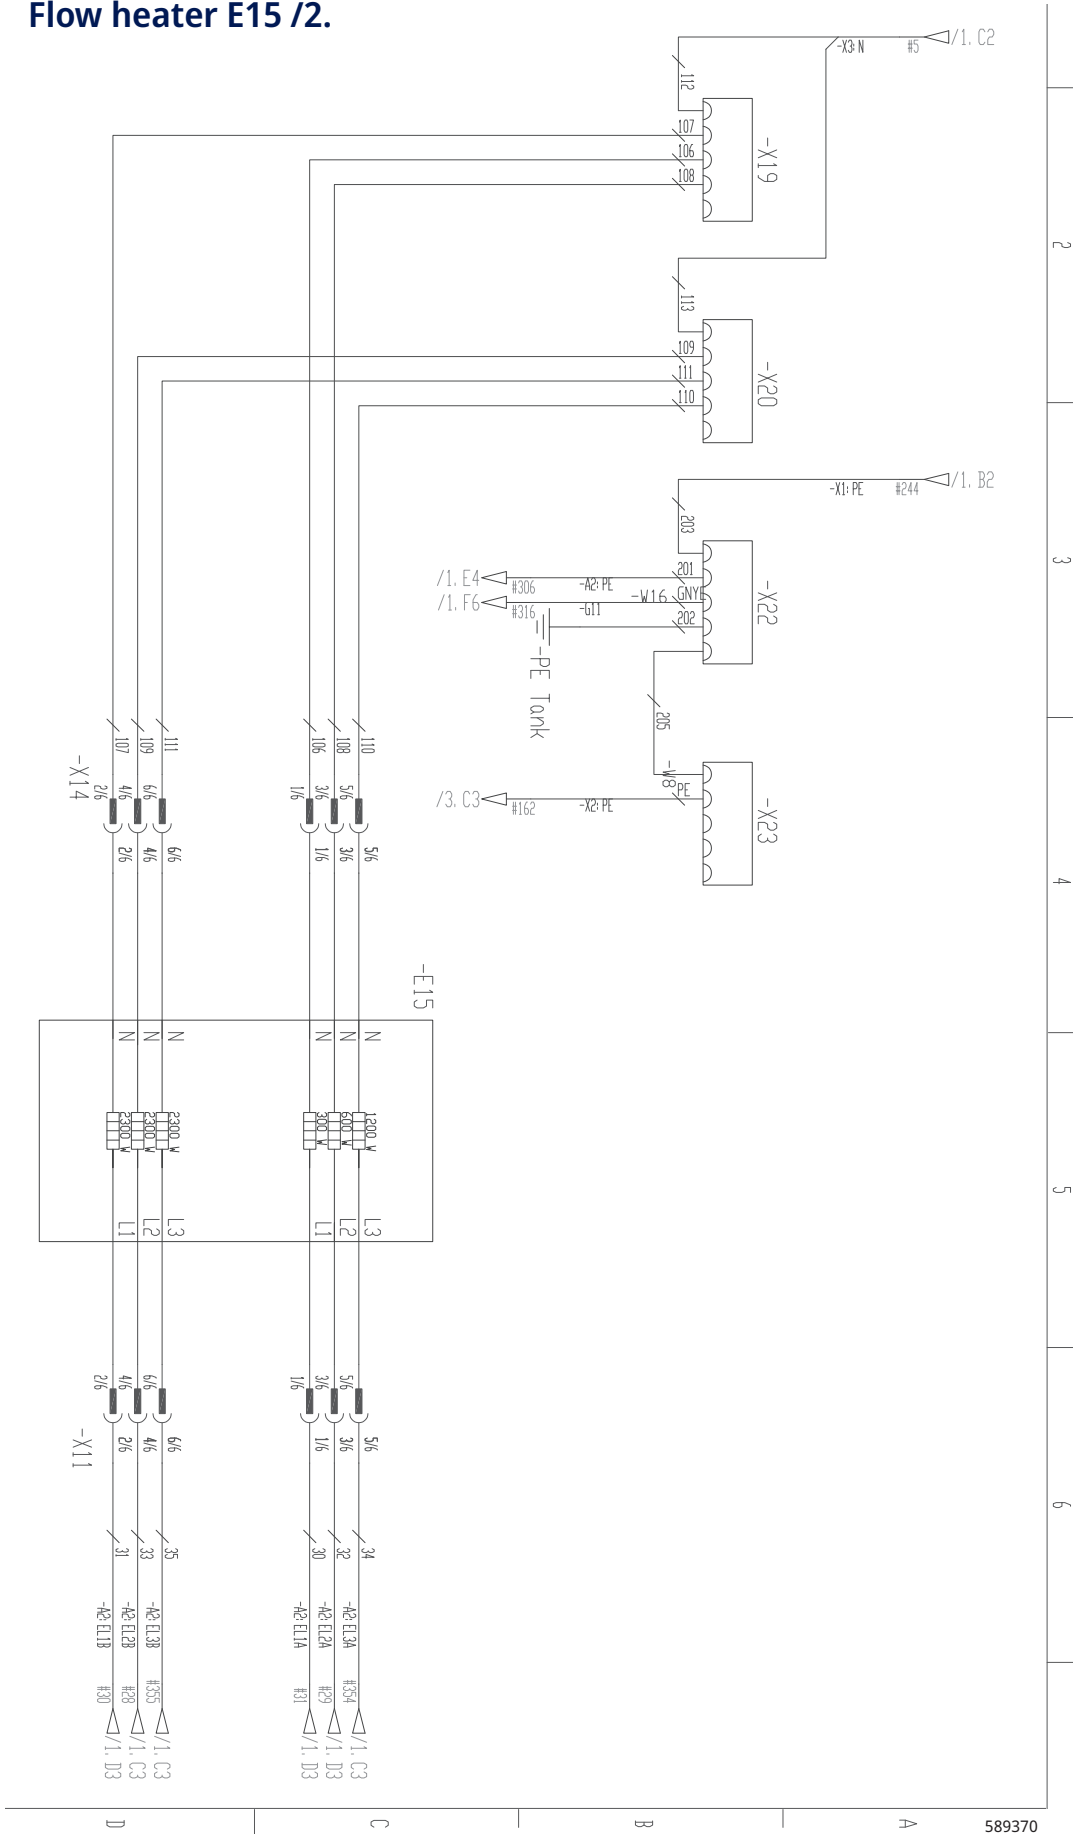 Flow heater E15 /2.
-X3:N
#5
/1.C2
112
107
106
108
-X19
2
113
109
111
110
-X20
-X1:PE
#244
/1.B2
203
3
/1.E4
#306
-A2:PE
201
/1.F6
#316
-G11
-W16
GNYE
202
-X22
-PE Tank
205
-W8
PE
/3.C3
#162
-X2:PE
-X23
107
109
111
106
108
110
-X14
2/6
4/6
6/6
1/6
3/6
5/6
2/6
4/6
6/6
1/6
3/6
5/6
4
-E15
N
N
N
N
N
N
2300 W
2300 W
2300 W
300 W
600 W
1200 W
5
L1
L2
L3
L1
L2
L3
2/6
4/6
6/6
1/6
3/6
5/6
-X11
2/6
4/6
6/6
1/6
3/6
5/6
6
31
33
35
30
32
34
-A2:EL1B
-A2:EL2B
-A2:EL3B
-A2:EL1A
-A2:EL2A
-A2:EL3A
#30
#28
#355
#31
#29
#354
/1.D3
/1.C3
/1.C3
/1.D3
/1.D3
/1.C3
D
C
B
A
589370